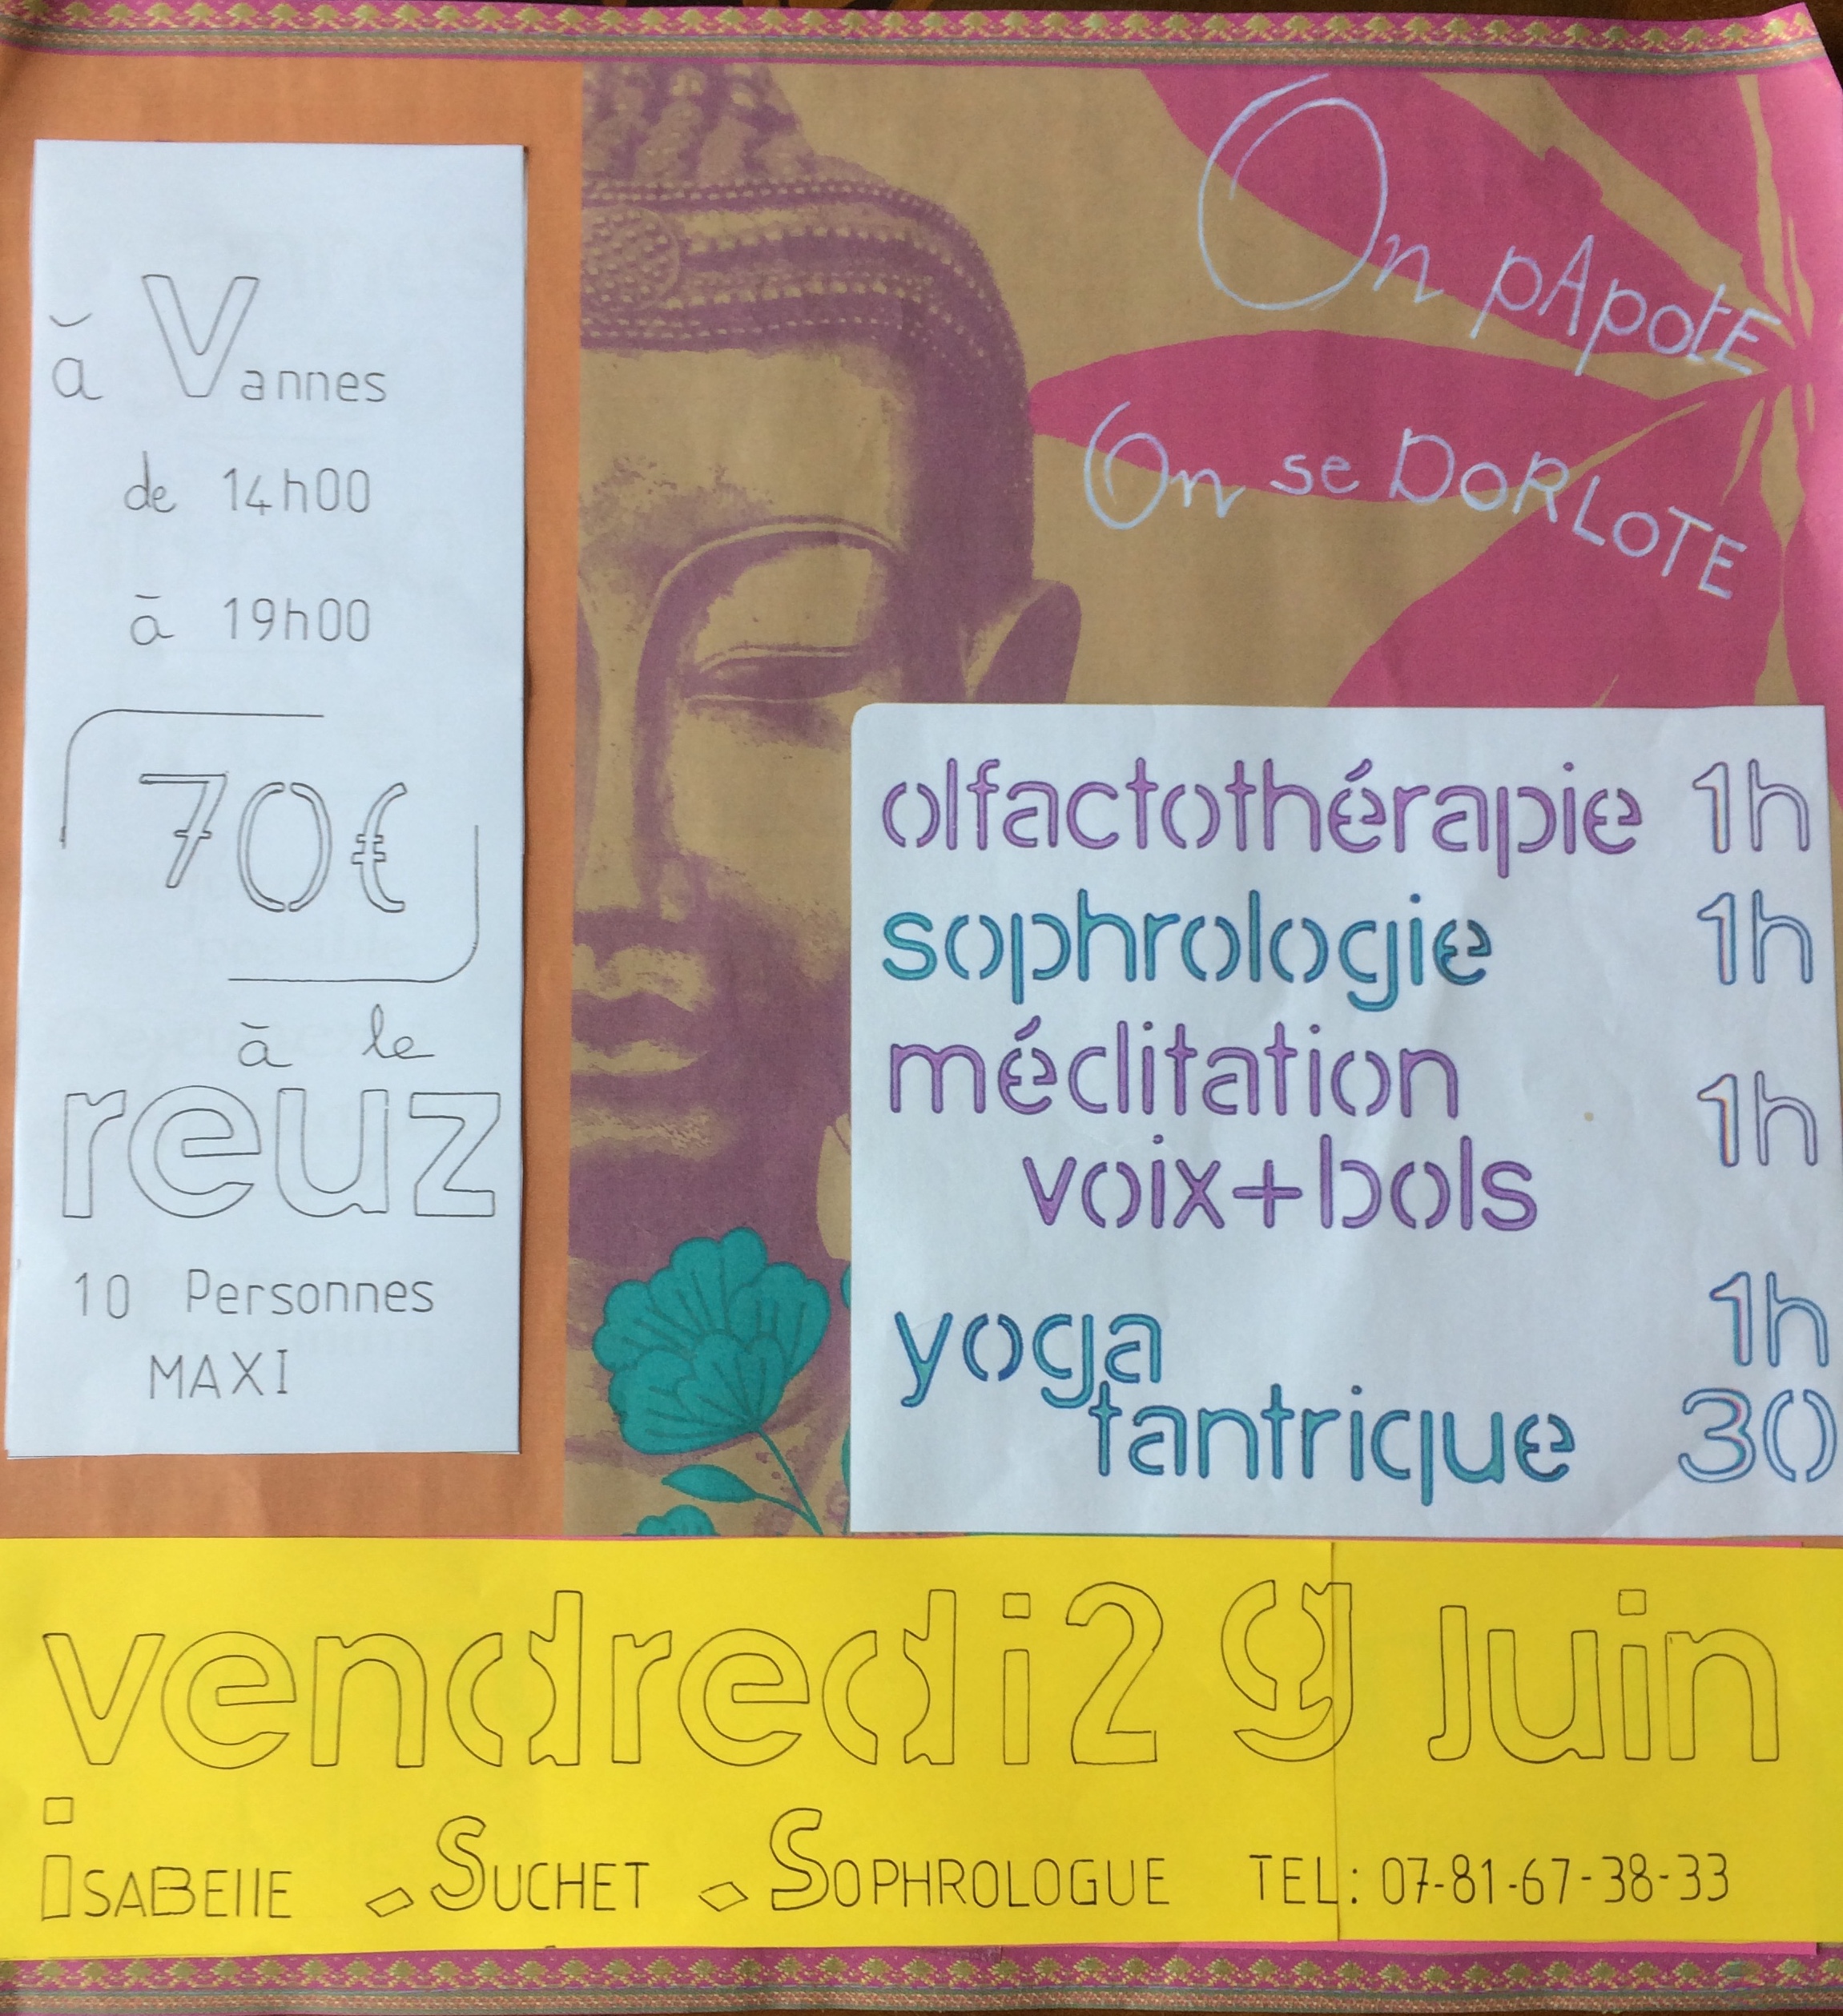 On pApotE
On se DoRLoTE
à Vannes
de 14h00
à 19h00
70€
à le
reuz
10 Personnes
MAXI
olfactothérapie 1h
sophrologie 1h
méditation
voix+bols 1h
yoga 1h
tantrique 30
vendredi 29 Juin
iSABEllE . SUCHET . SOPHROLOGUE TEL: 07-81-67-38-33